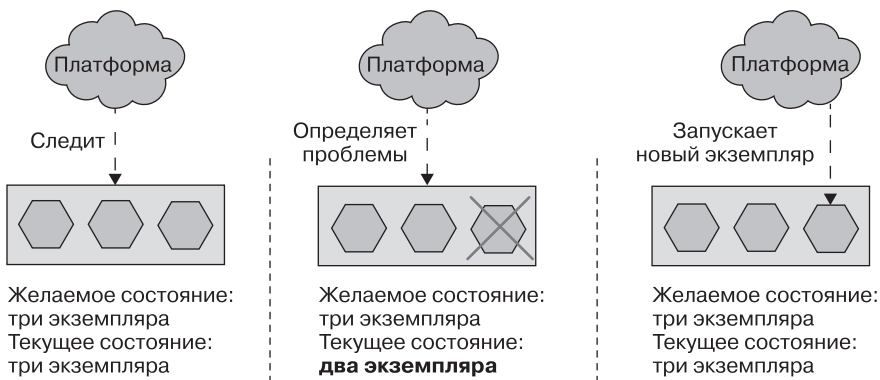 Платформа
Следит
Желаемое состояние:
три экземпляра
Текущее состояние:
три экземпляра
Платформа
Определяет
проблемы
Желаемое состояние:
три экземпляра
Текущее состояние:
два экземпляра
Платформа
Запускает
новый экземпляр
Желаемое состояние:
три экземпляра
Текущее состояние:
три экземпляра